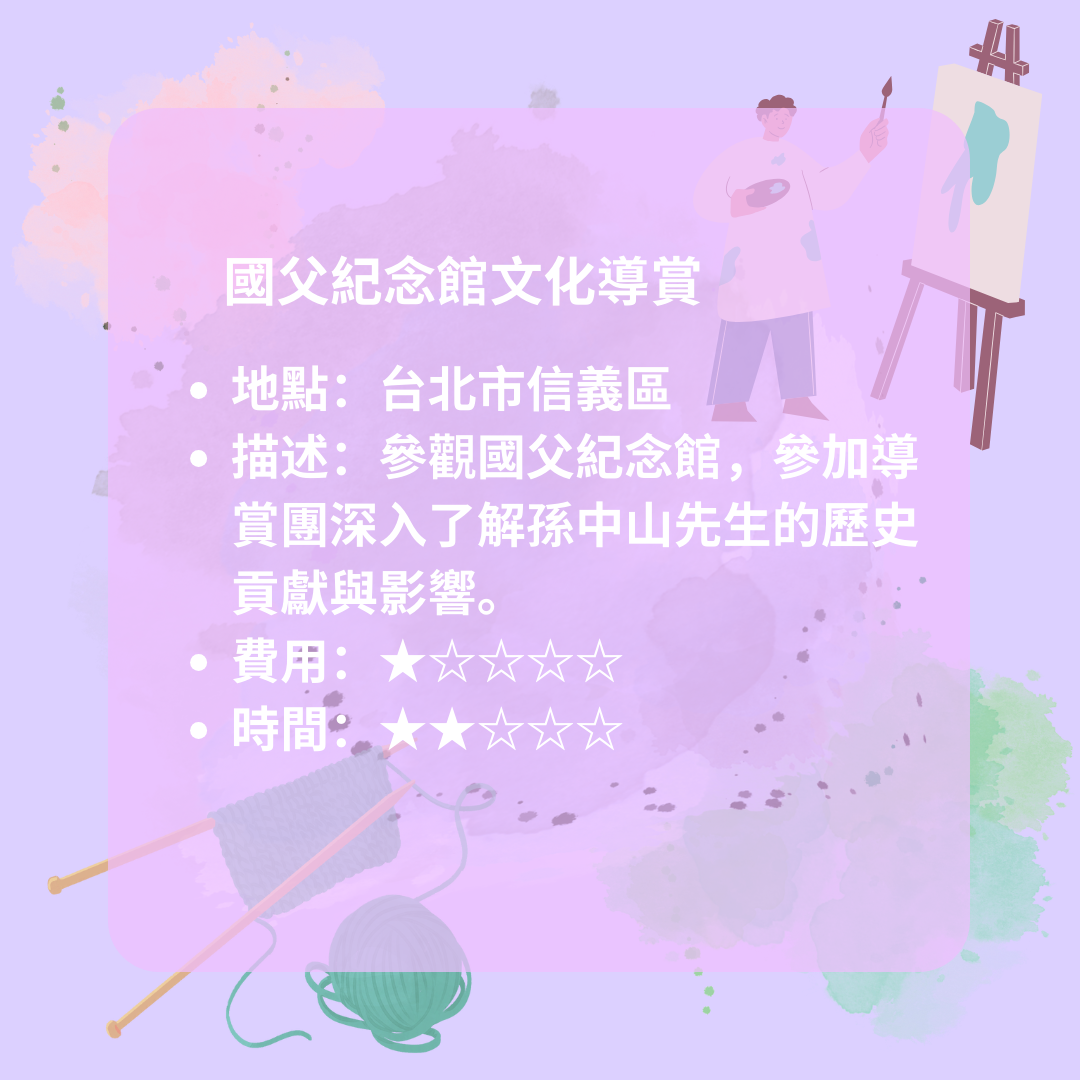 國父紀念館文化導賞
• 地點：台北市信義區
• 描述：參觀國父紀念館，參加導
賞團深入了解孫中山先生的歷史
貢獻與影響。
• 費用：★☆☆☆☆
• 時間：★★☆☆☆